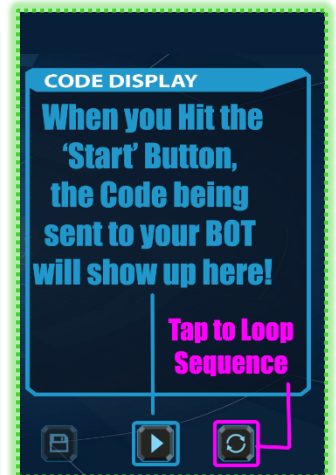 CODE DISPLAY
When you Hit the
‘Start’ Button,
the Code being
sent to your BOT
will show up here!
Tap to Loop
Sequence